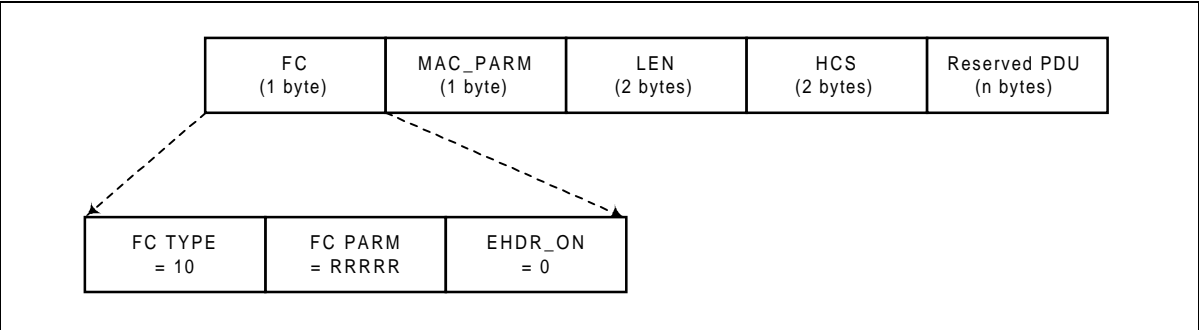 FC
(1 byte)
MAC_PARM
(1 byte)
LEN
(2 bytes)
HCS
(2 bytes)
Reserved PDU
(n bytes)
FC TYPE
= 10
FC PARM
= RRRRR
EHDR_ON
= 0